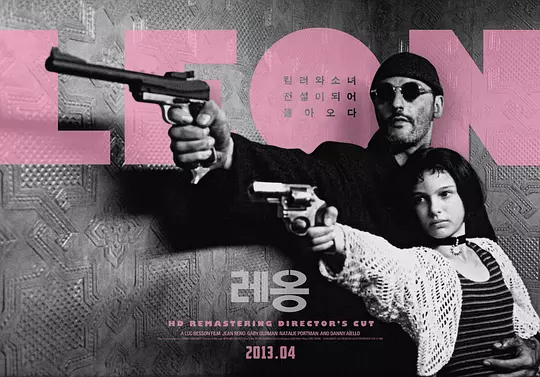 LEON
킬러와소녀
전설이되어
돌아오다
레옹
HD REMASTERING DIRECTOR'S CUT
A LUC BESSON FILM JEAN RENO GARY OLDMAN NATALIE PORTMAN AND DANNY AIELLO
2013.04